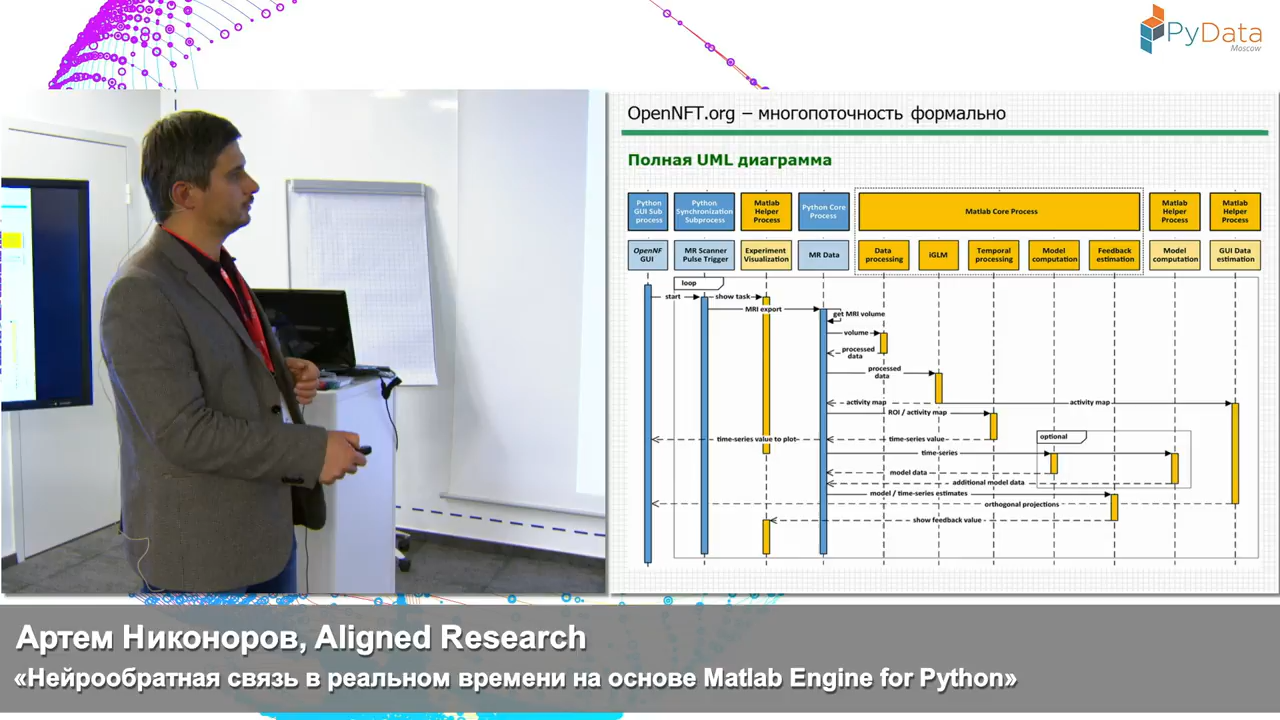 PyData
Moscow
OpenNFT.org – многопоточность формально
Полная UML диаграмма
Python
GUI Sub
process
Python
Synchronization
Subprocess
Matlab
Helper
Process
Python Core
Process
Matlab Core Process
Matlab
Helper
Process
Matlab
Helper
Process
OpenNF
GUI
MR Scanner
Pulse Trigger
Experiment
Visualization
MR Data
Data
processing
iGLM
Temporal
processing
Model
computation
Feedback
estimation
Model
computation
GUI Data
estimation
loop
start
show task
MRI export
get MRI volume
volume
processed
data
processed
data
activity map
activity map
ROI / activity map
time-series value to plot
time-series value
optional
time-series
model data
additional model data
model / time-series estimates
orthogonal projections
show feedback value
Артем Никоноров, Aligned Research
«Нейрообратная связь в реальном времени на основе Matlab Engine for Python»